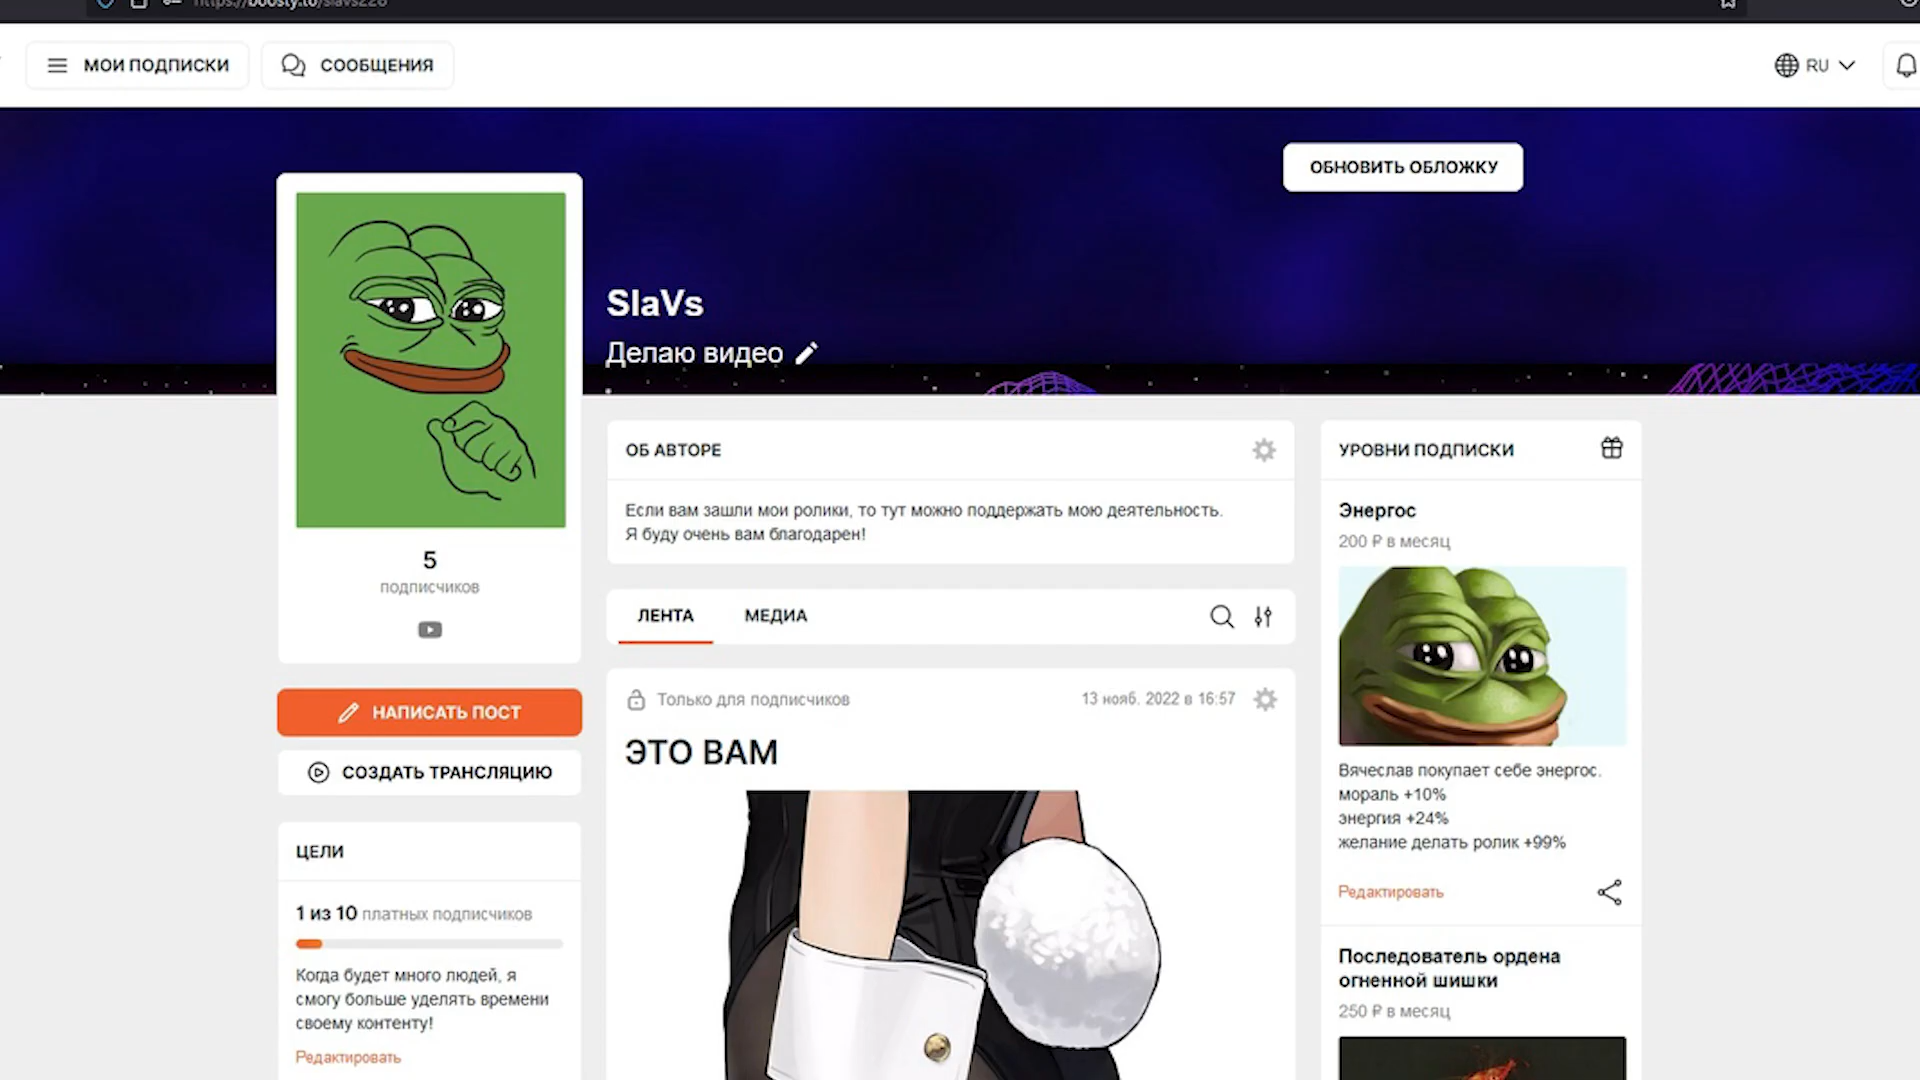 https://boosty.to/slavs228
МОИ ПОДПИСКИ
СООБЩЕНИЯ
RU
ОБНОВИТЬ ОБЛОЖКУ
SlaVs
Делаю видео
5
подписчиков
НАПИСАТЬ ПОСТ
СОЗДАТЬ ТРАНСЛЯЦИЮ
ЦЕЛИ
1 из 10 платных подписчиков
Когда будет много людей, я
смогу больше уделять времени
своему контенту!
Редактировать
ОБ АВТОРЕ
Если вам зашли мои ролики, то тут можно поддержать мою деятельность.
Я буду очень вам благодарен!
ЛЕНТА
МЕДИА
Только для подписчиков
13 нояб. 2022 в 16:57
ЭТО ВАМ
УРОВНИ ПОДПИСКИ
Энергос
200 ₽ в месяц
Вячеслав покупает себе энергос.
мораль +10%
энергия +24%
желание делать ролик +99%
Редактировать
Последователь ордена
огненной шишки
250 ₽ в месяц